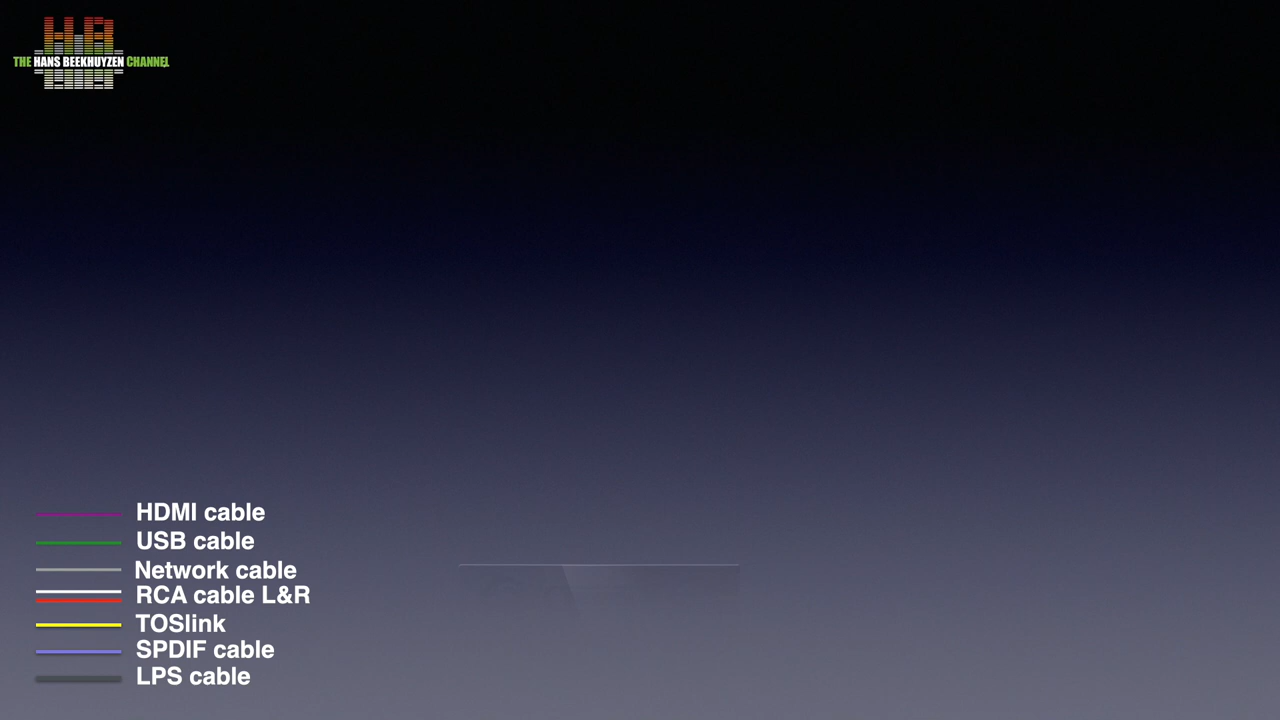 THE HANS BEEKHUYZEN CHANNEL
HDMI cable
USB cable
Network cable
RCA cable L&R
TOSlink
SPDIF cable
LPS cable